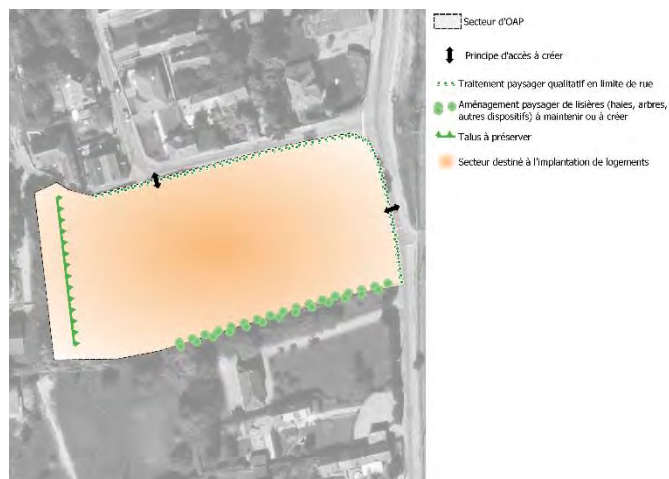 Secteur d'OAP
Principe d'accès à créer
Traitement paysager qualitatif en limite de rue
Aménagement paysager de lisières (haies, arbres,
autres dispositifs) à maintenir ou à créer
Talus à préserver
Secteur destiné à l'implantation de logements